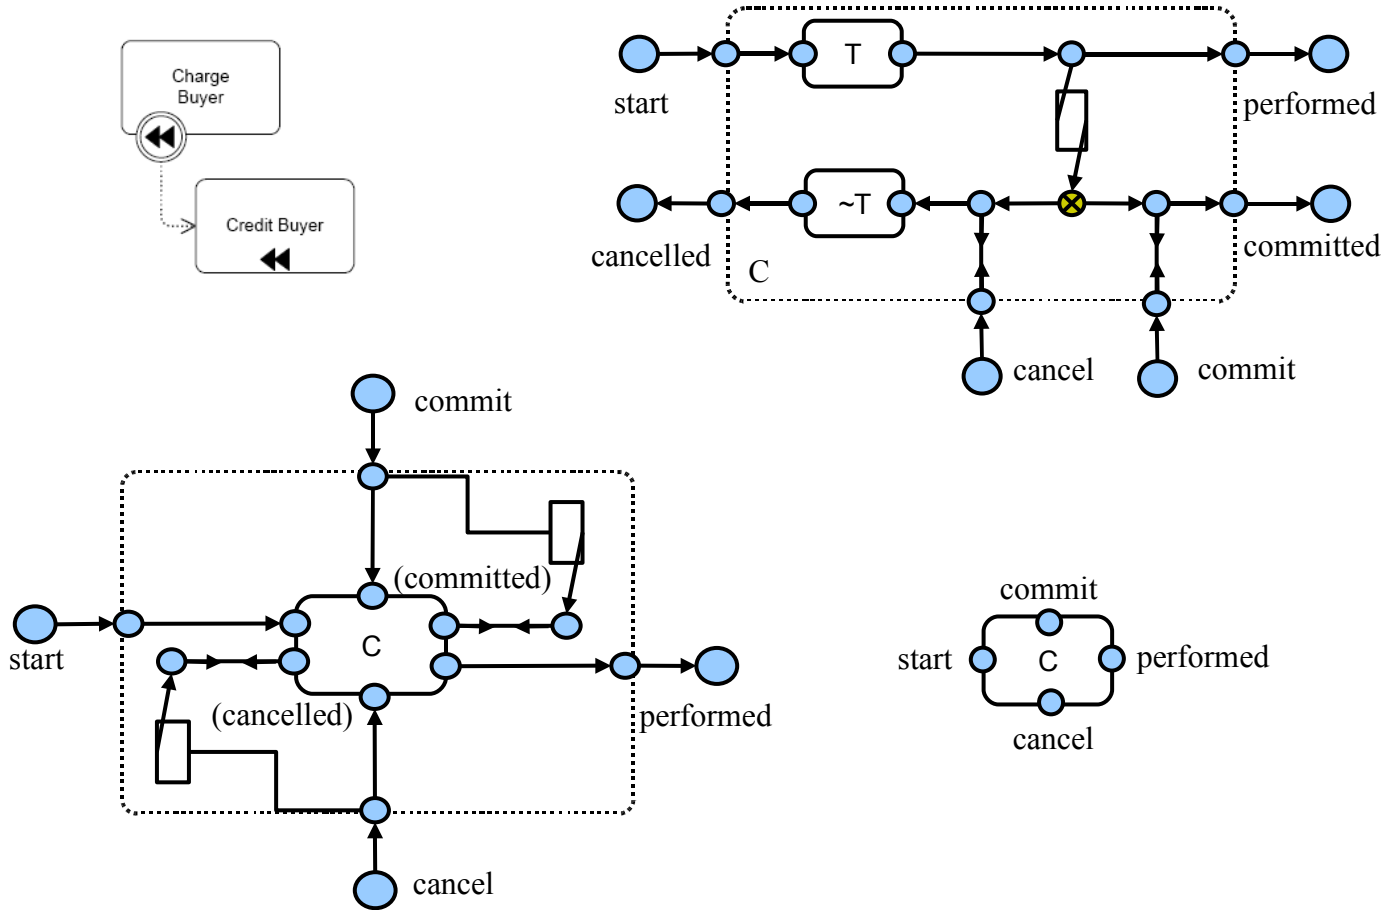 Charge
Buyer
Credit Buyer
T
start
performed
~T
cancelled
committed
C
cancel
commit
commit
(committed)
start
C
(cancelled)
performed
cancel
commit
start
C
performed
cancel